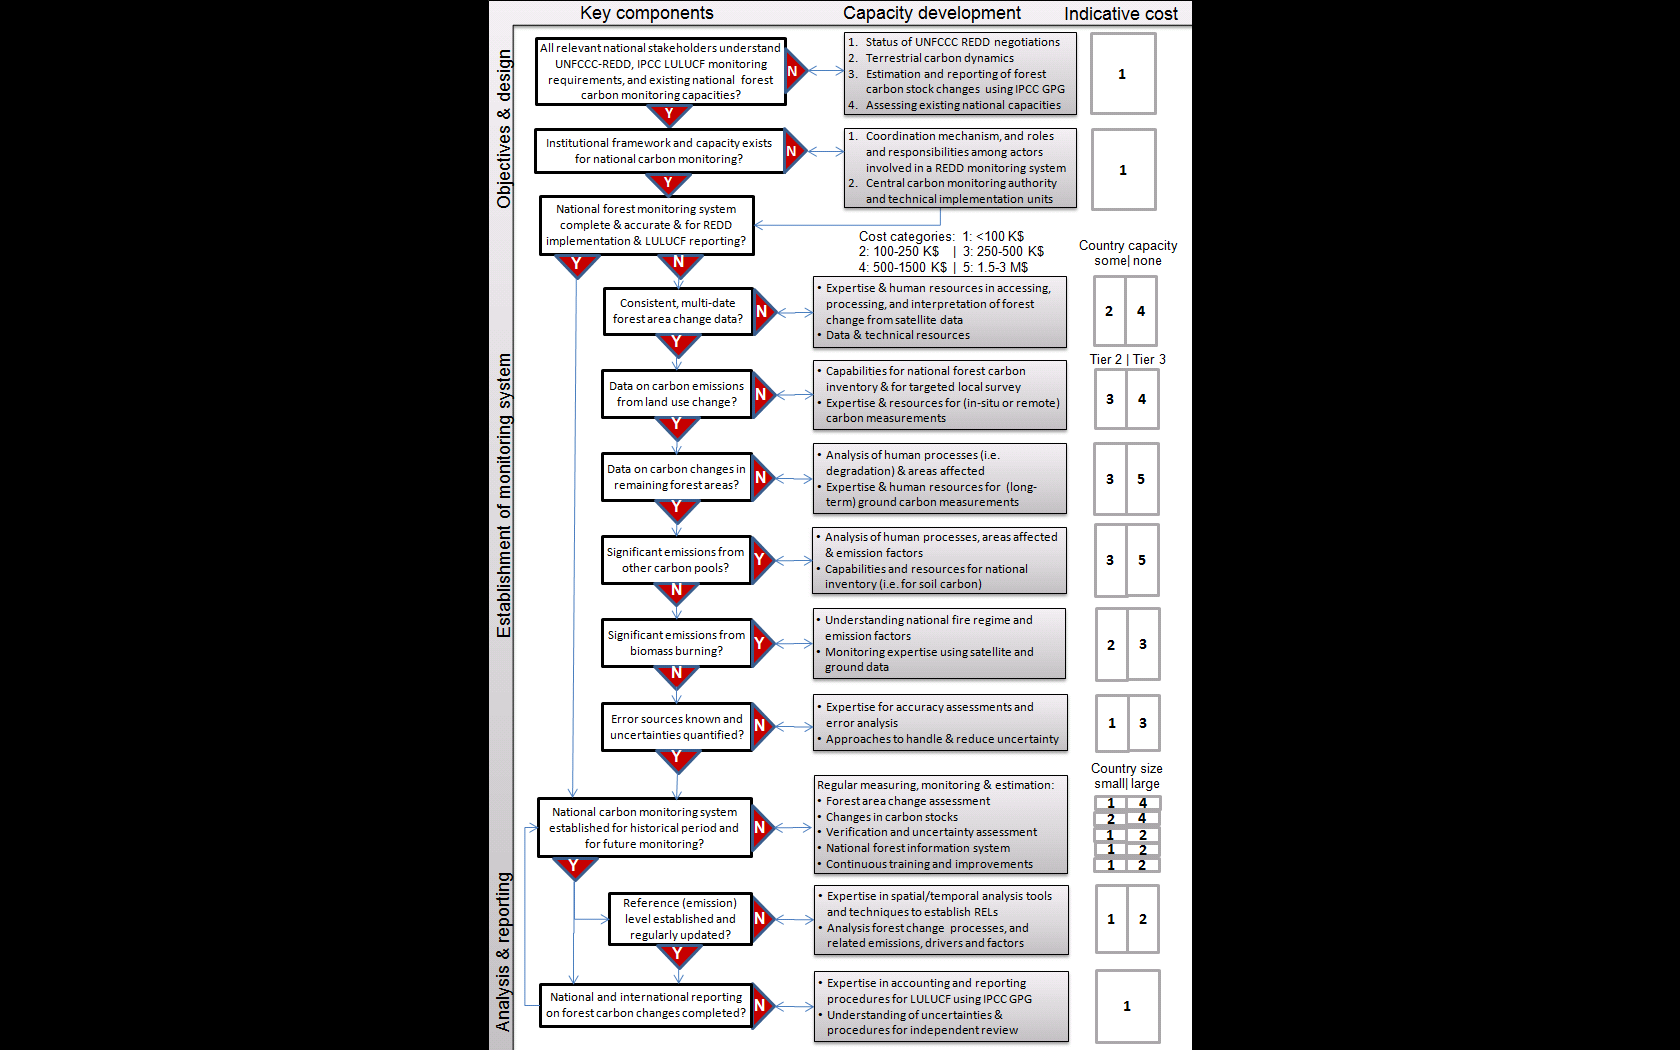 Key components
Capacity development
Indicative cost
Objectives & design
All relevant national stakeholders understand
UNFCCC-REDD, IPCC LULUCF monitoring
requirements, and existing national forest
carbon monitoring capacities?
N
Y
1. Status of UNFCCC REDD negotiations
2. Terrestrial carbon dynamics
3. Estimation and reporting of forest
carbon stock changes using IPCC GPG
4. Assessing existing national capacities
1
Institutional framework and capacity exists
for national carbon monitoring?
N
Y
1. Coordination mechanism, and roles
and responsibilities among actors
involved in a REDD monitoring system
2. Central carbon monitoring authority
and technical implementation units
1
National forest monitoring system
complete & accurate & for REDD
implementation & LULUCF reporting?
Y
N
Cost categories: 1: <100 K$
2: 100-250 K$ | 3: 250-500 K$
4: 500-1500 K$ | 5: 1.5-3 M$
Country capacity
some| none
Establishment of monitoring system
Consistent, multi-date
forest area change data?
N
Y
• Expertise & human resources in accessing,
processing, and interpretation of forest
change from satellite data
• Data & technical resources
2 4
Tier 2 | Tier 3
Data on carbon emissions
from land use change?
N
Y
• Capabilities for national forest carbon
inventory & for targeted local survey
• Expertise & resources for (in-situ or remote)
carbon measurements
3 4
Data on carbon changes in
remaining forest areas?
N
Y
• Analysis of human processes (i.e.
degradation) & areas affected
• Expertise & human resources for (long-
term) ground carbon measurements
3 5
Significant emissions from
other carbon pools?
Y
N
• Analysis of human processes, areas affected
& emission factors
• Capabilities and resources for national
inventory (i.e. for soil carbon)
3 5
Significant emissions from
biomass burning?
Y
N
• Understanding national fire regime and
emission factors
• Monitoring expertise using satellite and
ground data
2 3
Error sources known and
uncertainties quantified?
N
Y
• Expertise for accuracy assessments and
error analysis
• Approaches to handle & reduce uncertainty
1 3
Country size
small| large
Analysis & reporting
National carbon monitoring system
established for historical period and
for future monitoring?
N
Y
Regular measuring, monitoring & estimation:
• Forest area change assessment
• Changes in carbon stocks
• Verification and uncertainty assessment
• National forest information system
• Continuous training and improvements
1 4
2 4
1 2
1 2
1 2
Reference (emission)
level established and
regularly updated?
N
Y
• Expertise in spatial/temporal analysis tools
and techniques to establish RELs
• Analysis forest change processes, and
related emissions, drivers and factors
1 2
National and international reporting
on forest carbon changes completed?
N
• Expertise in accounting and reporting
procedures for LULUCF using IPCC GPG
• Understanding of uncertainties &
procedures for independent review
1